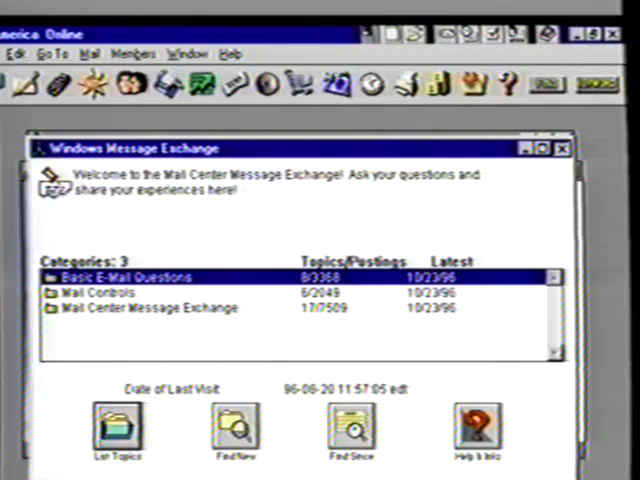 merica Online
Edit Go To Mail Members Window Help
Windows Message Exchange
Welcome to the Mail Center Message Exchange! Ask your questions and
share your experiences here!
Categories: 3 Topics/Postings Latest
Basic E-Mail Questions 8/3368 10/23/96
Mail Controls 6/2049 10/23/96
Mail Center Message Exchange 17/7509 10/23/96
Date of Last Visit: 96-08-20 11:57:05 edt
List Topics Find New Find Since Help & Info